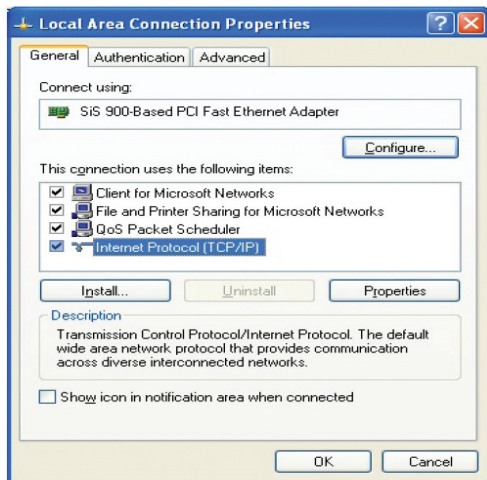 Local Area Connection Properties
General Authentication Advanced
Connect using:
SiS 900-Based PCI Fast Ethernet Adapter
Configure...
This connection uses the following items:
Client for Microsoft Networks
File and Printer Sharing for Microsoft Networks
QoS Packet Scheduler
Internet Protocol (TCP/IP)
Install... Uninstall Properties
Description
Transmission Control Protocol/Internet Protocol. The default
wide area network protocol that provides communication
across diverse interconnected networks.
Show icon in notification area when connected
OK Cancel